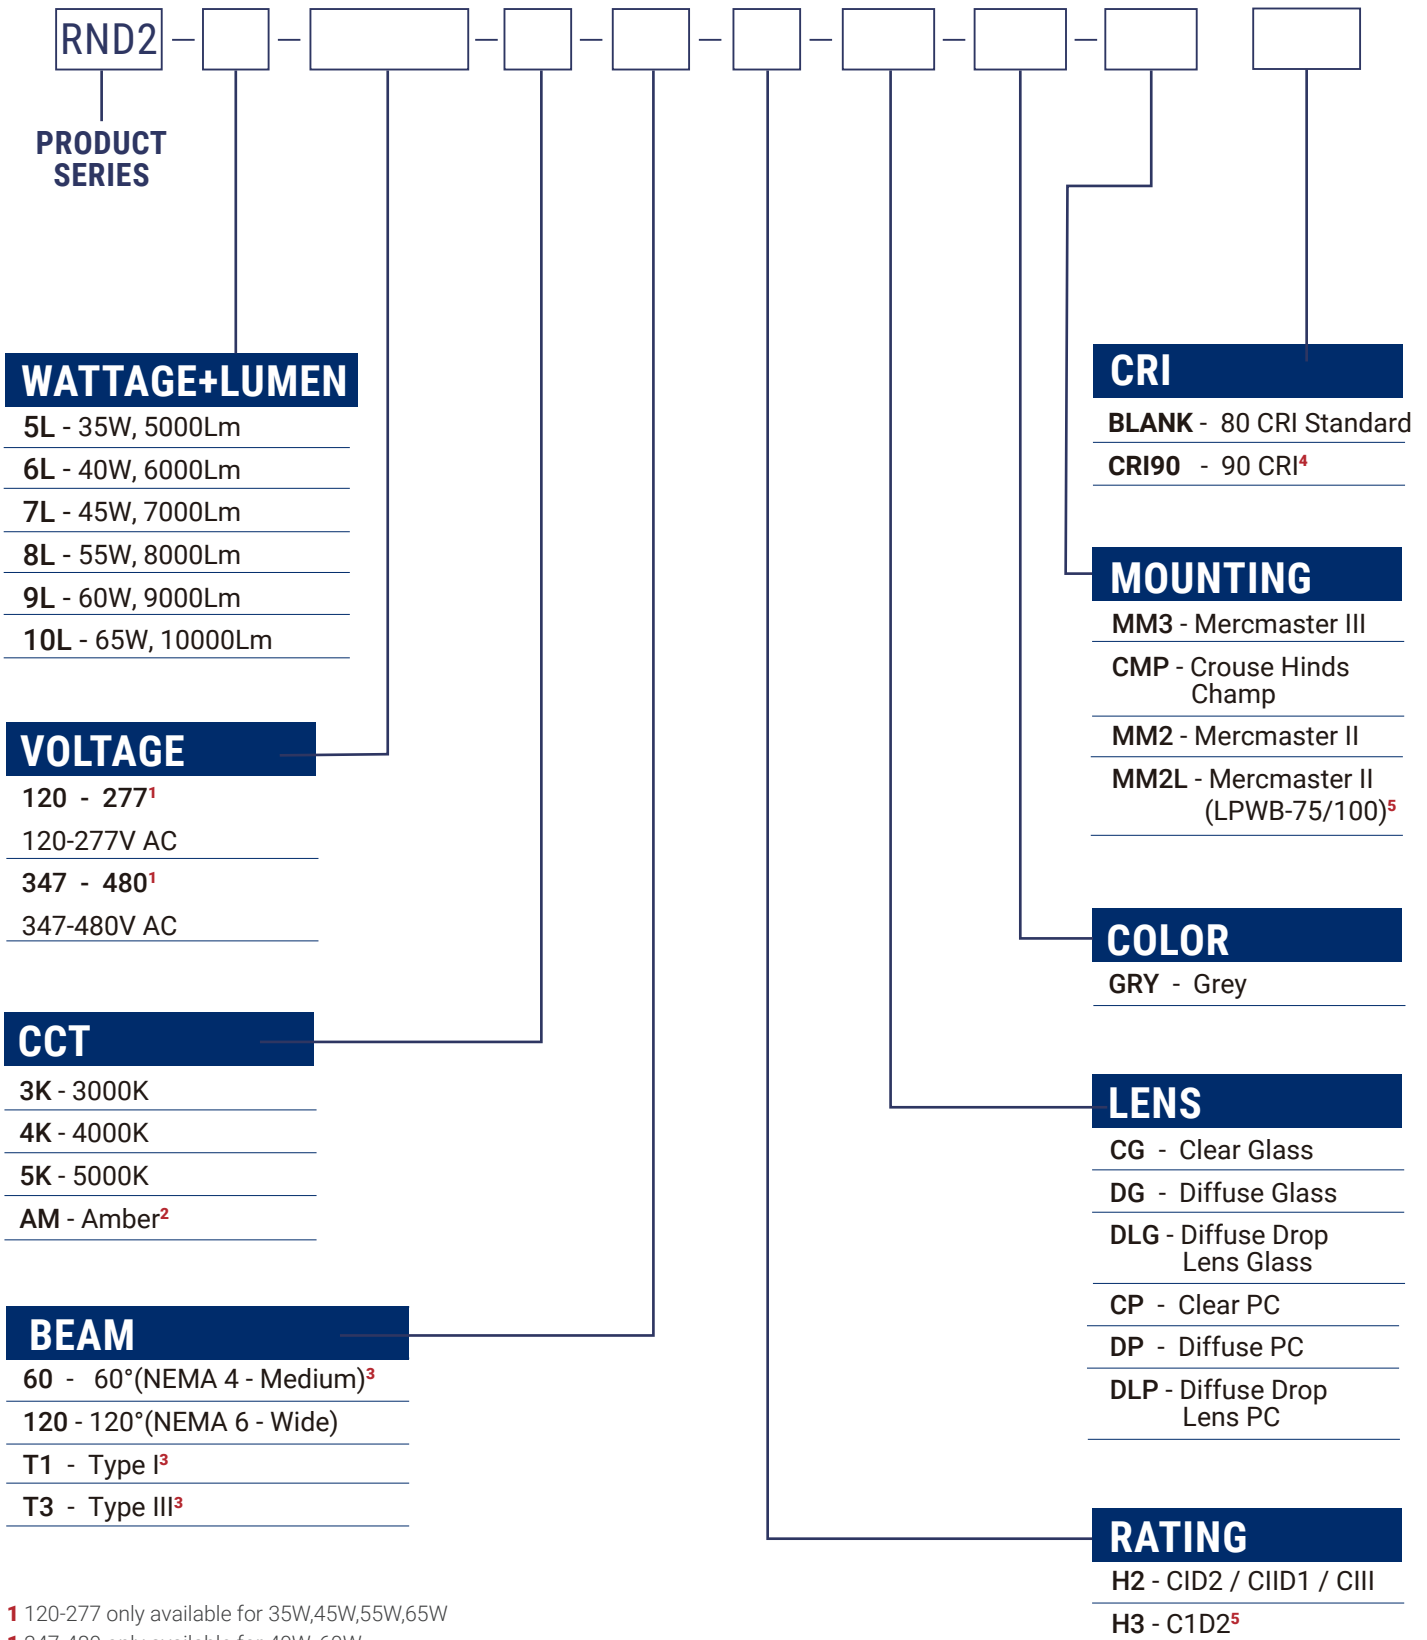 RND2
PRODUCT
SERIES
WATTAGE+LUMEN
5L - 35W, 5000Lm
6L - 40W, 6000Lm
7L - 45W, 7000Lm
8L - 55W, 8000Lm
9L - 60W, 9000Lm
10L - 65W, 10000Lm
VOLTAGE
120 - 277¹
120-277V AC
347 - 480¹
347-480V AC
CCT
3K - 3000K
4K - 4000K
5K - 5000K
AM - Amber²
BEAM
60 - 60°(NEMA 4 - Medium)³
120 - 120°(NEMA 6 - Wide)
T1 - Type I³
T3 - Type III³
1 120-277 only available for 35W,45W,55W,65W
CRI
BLANK - 80 CRI Standard
CRI90 - 90 CRI⁴
MOUNTING
MM3 - Mercmaster III
CMP - Crouse Hinds
Champ
MM2 - Mercmaster II
MM2L - Mercmaster II
(LPWB-75/100)⁵
COLOR
GRY - Grey
LENS
CG - Clear Glass
DG - Diffuse Glass
DLG - Diffuse Drop
Lens Glass
CP - Clear PC
DP - Diffuse PC
DLP - Diffuse Drop
Lens PC
RATING
H2 - CID2 / CIID1 / CIII
H3 - C1D2⁵